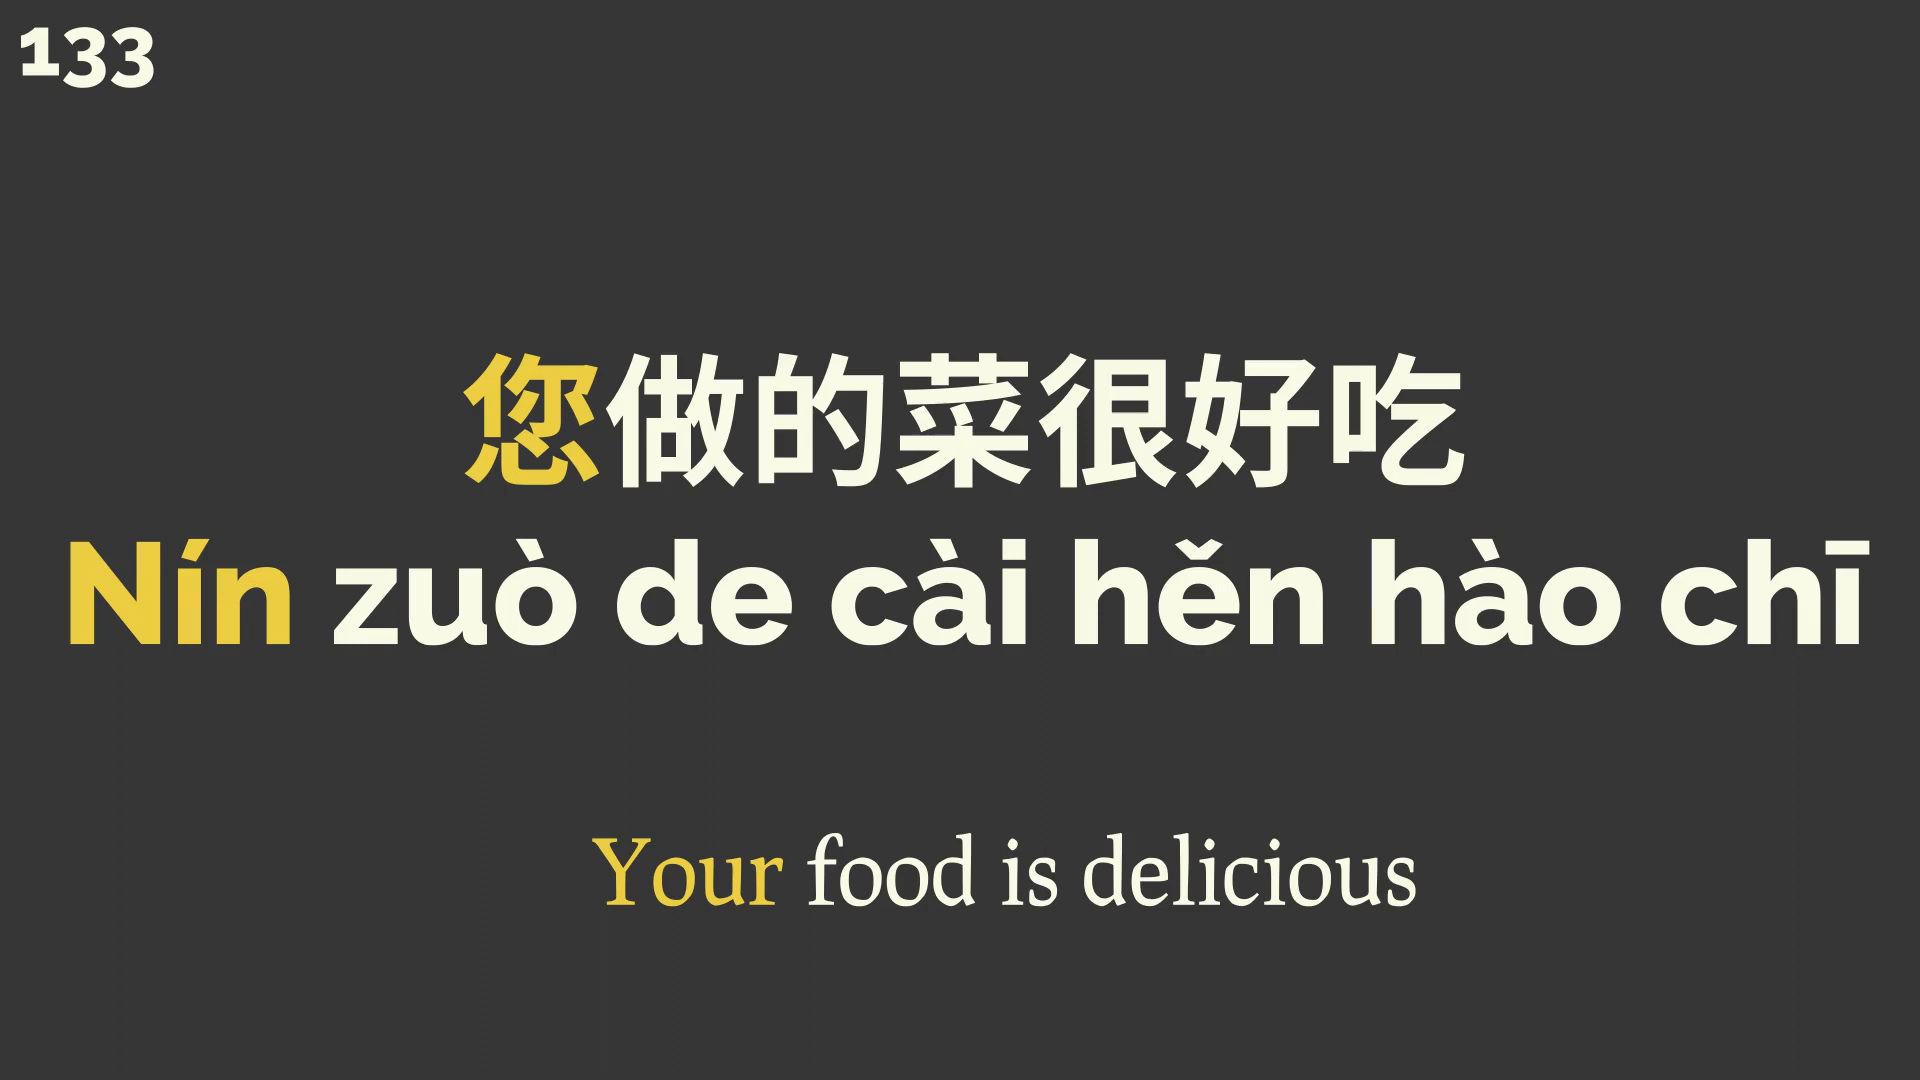 133
您做的菜很好吃
Nín zuò de cài hěn hào chī
Your food is delicious